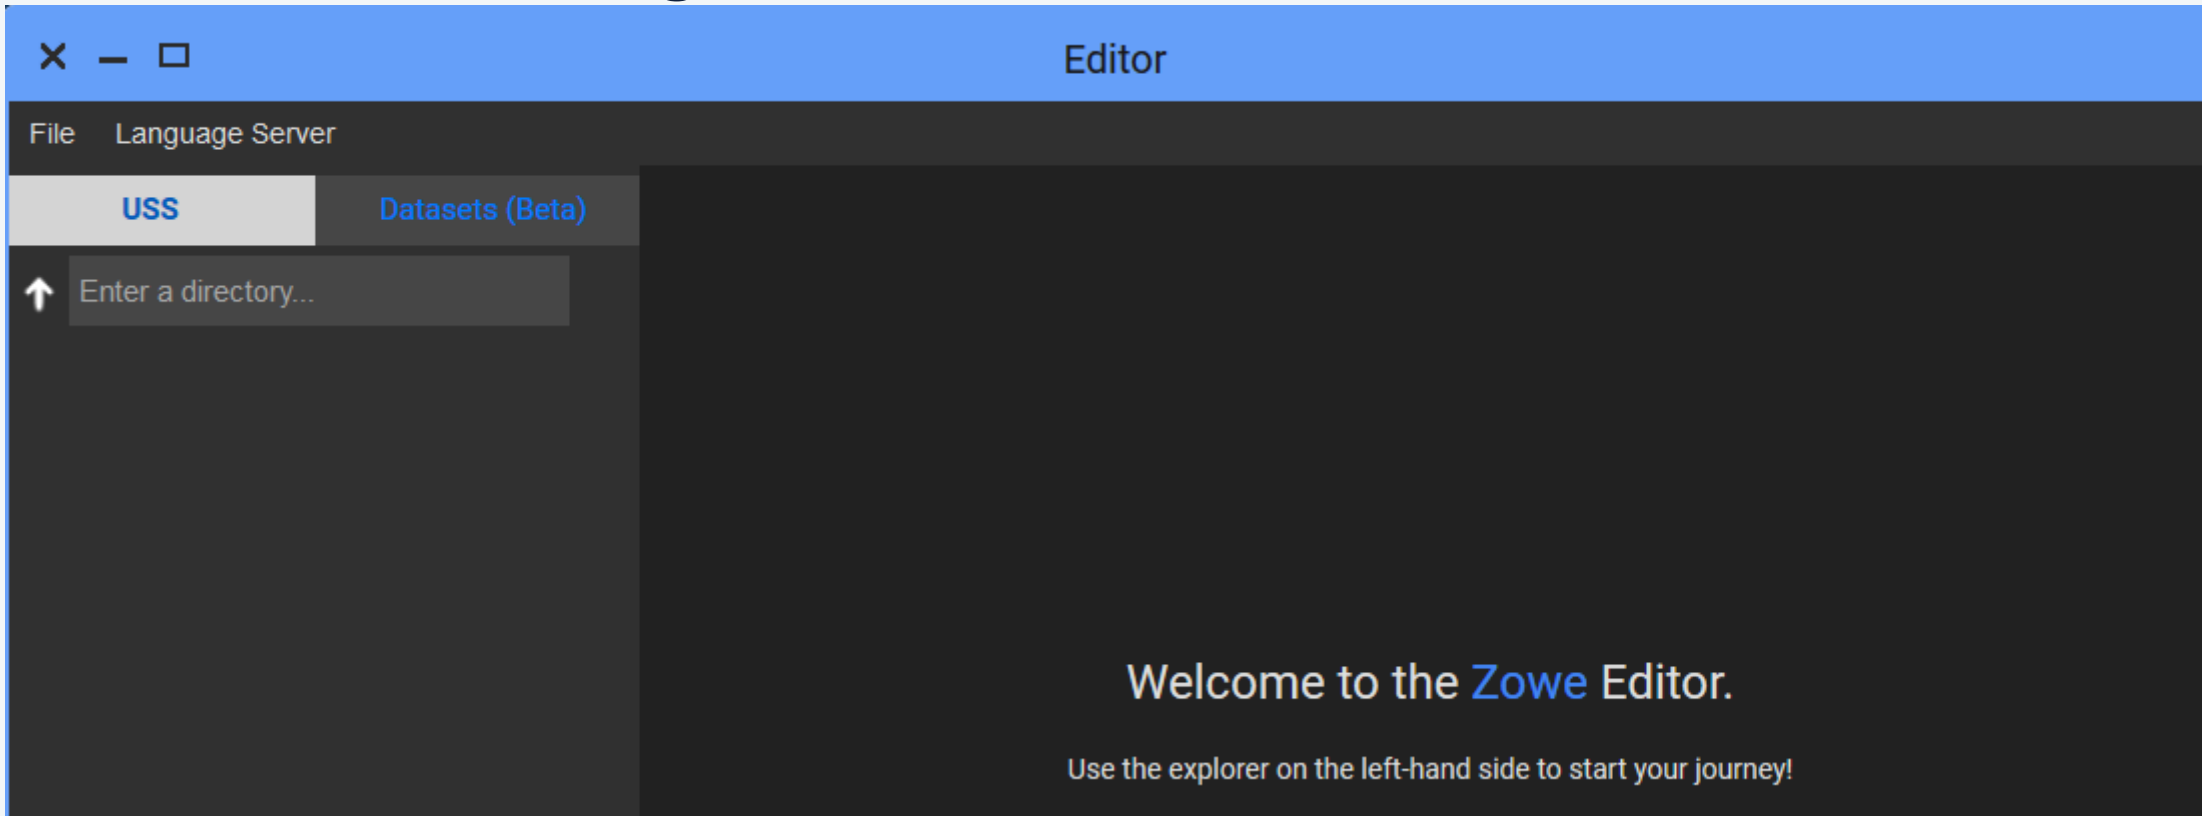 Editor
File Language Server
USS Datasets (Beta)
Enter a directory...
Welcome to the Zowe Editor.
Use the explorer on the left-hand side to start your journey!